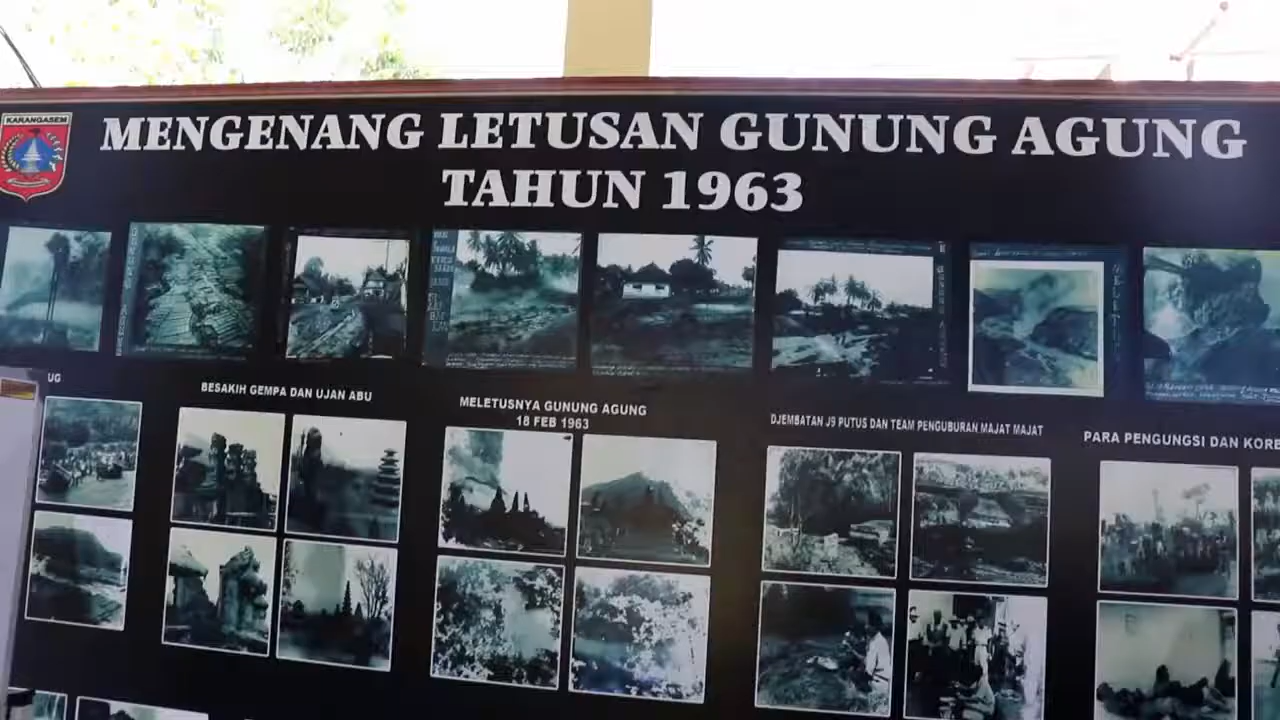 KARANGASEM
MENGENANG LETUSAN GUNUNG AGUNG
TAHUN 1963
UG
BESAKIH GEMPA DAN UJAN ABU
MELETUSNYA GUNUNG AGUNG
18 FEB 1963
DJEMBATAN J9 PUTUS DAN TEAM PENGUBURAN MAJAT MAJAT
PARA PENGUNGSI DAN KORB